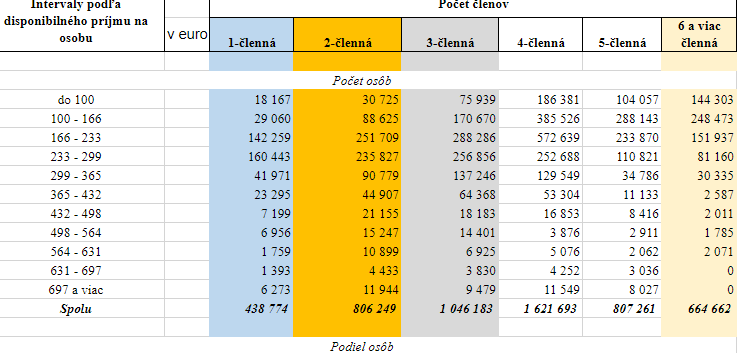 Intervaly podľa disponibilného príjmu na osobu v euro Počet členov
1-členná 2-členná 3-členná 4-členná 5-členná 6 a viac členná
Počet osôb
do 100 18 167 30 725 75 939 186 381 104 057 144 303
100 - 166 29 060 88 625 170 670 385 526 288 143 248 473
166 - 233 142 259 251 709 288 286 572 639 233 870 151 937
233 - 299 160 443 235 827 256 856 252 688 110 821 81 160
299 - 365 41 971 90 779 137 246 129 549 34 786 30 335
365 - 432 23 295 44 907 64 368 53 304 11 133 2 587
432 - 498 7 199 21 155 18 183 16 853 8 416 2 011
498 - 564 6 956 15 247 14 401 3 876 2 911 1 785
564 - 631 1 759 10 899 6 925 5 076 2 062 2 071
631 - 697 1 393 4 433 3 830 4 252 3 036 0
697 a viac 6 273 11 944 9 479 11 549 8 027 0
Spolu 438 774 806 249 1 046 183 1 621 693 807 261 664 662
Podiel osôb